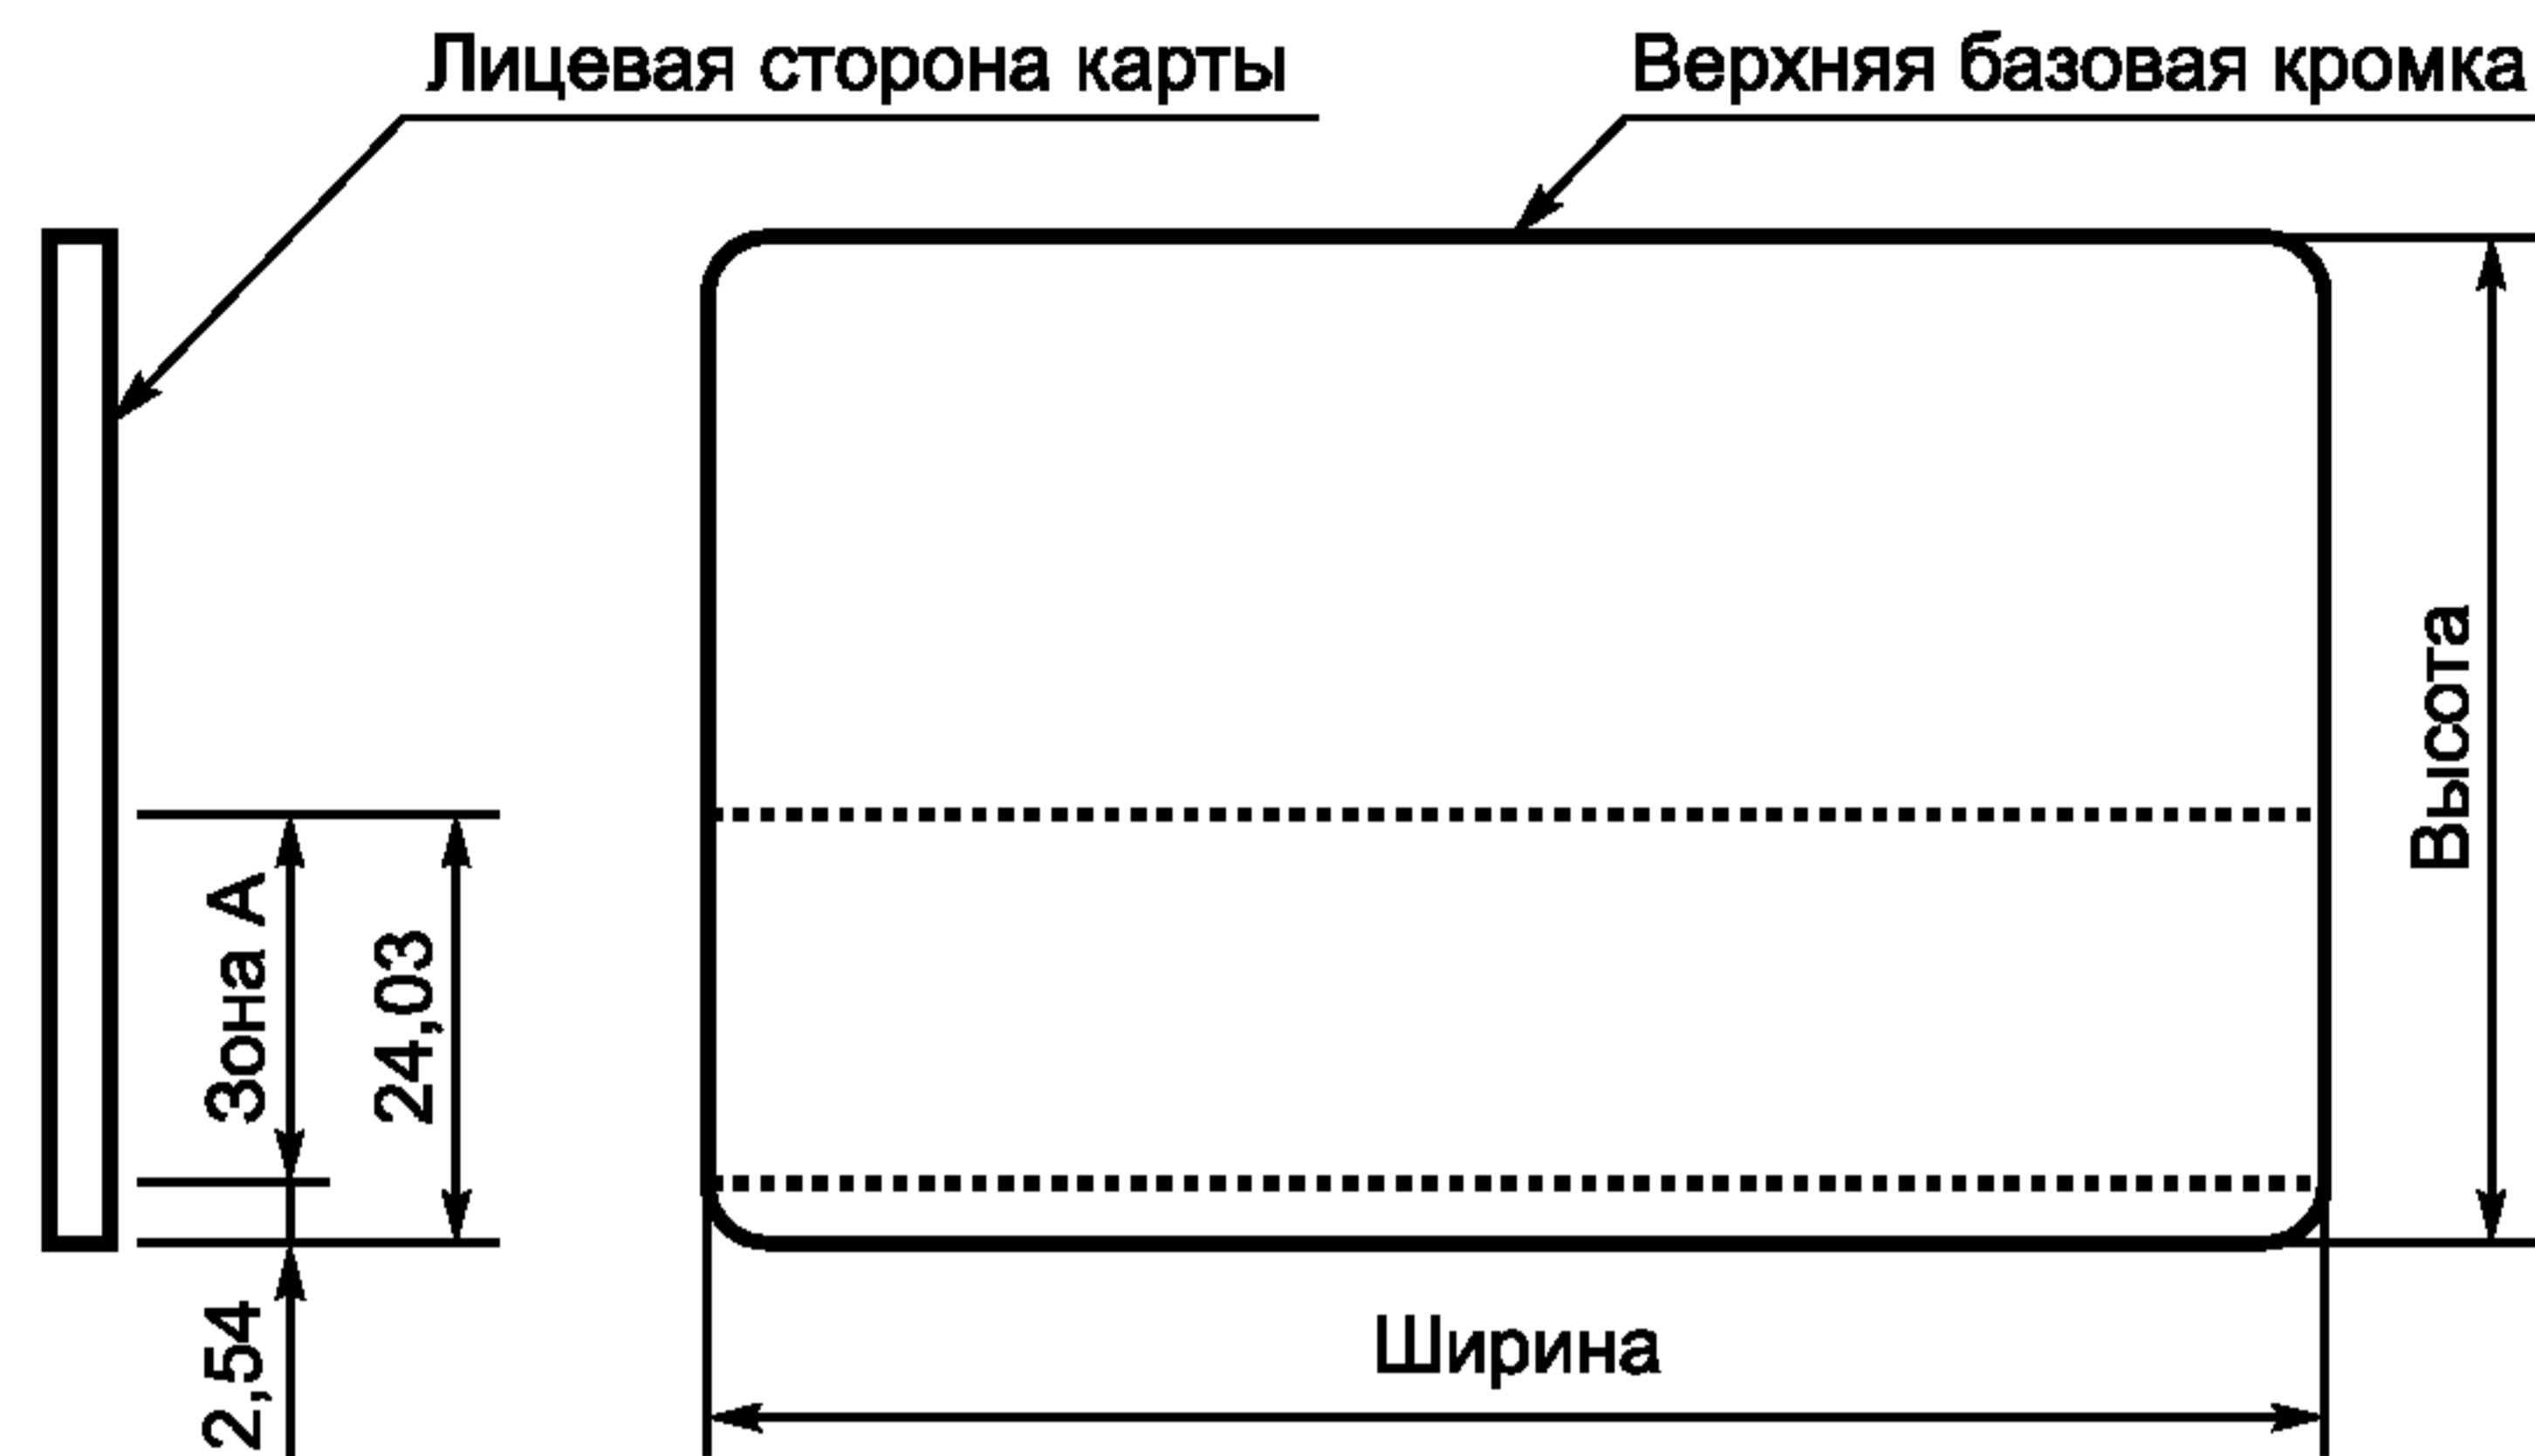 Лицевая сторона карты
Верхняя базовая кромка
Высота
Зона А
24,03
2,54
Ширина